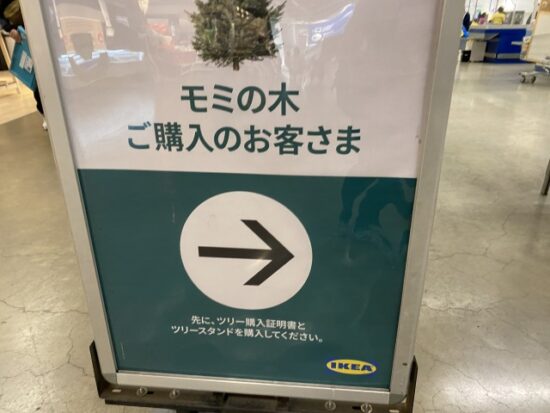 モミの木
ご購入のお客さま
先に、ツリー購入証明書と
ツリースタンドを購入してください。
IKEA